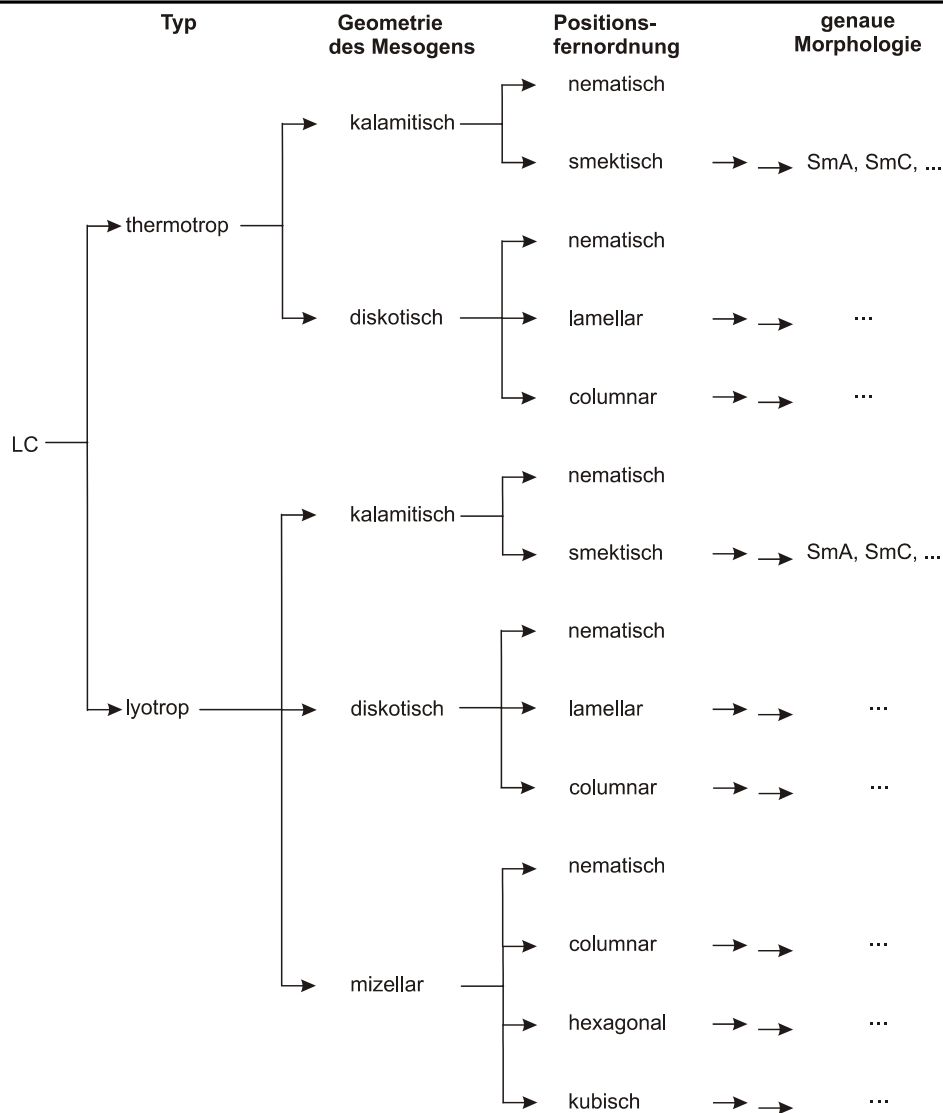 Typ
Geometrie
des Mesogens
Positions-
fernordnung
genaue
Morphologie
nematisch
kalamitisch
smektisch
SmA, SmC, ...
thermotrop
nematisch
diskotisch
lamellar
...
columnar
...
LC
nematisch
kalamitisch
smektisch
SmA, SmC, ...
nematisch
lyotrop
diskotisch
lamellar
...
columnar
...
nematisch
columnar
...
mizellar
hexagonal
...
kubisch
...